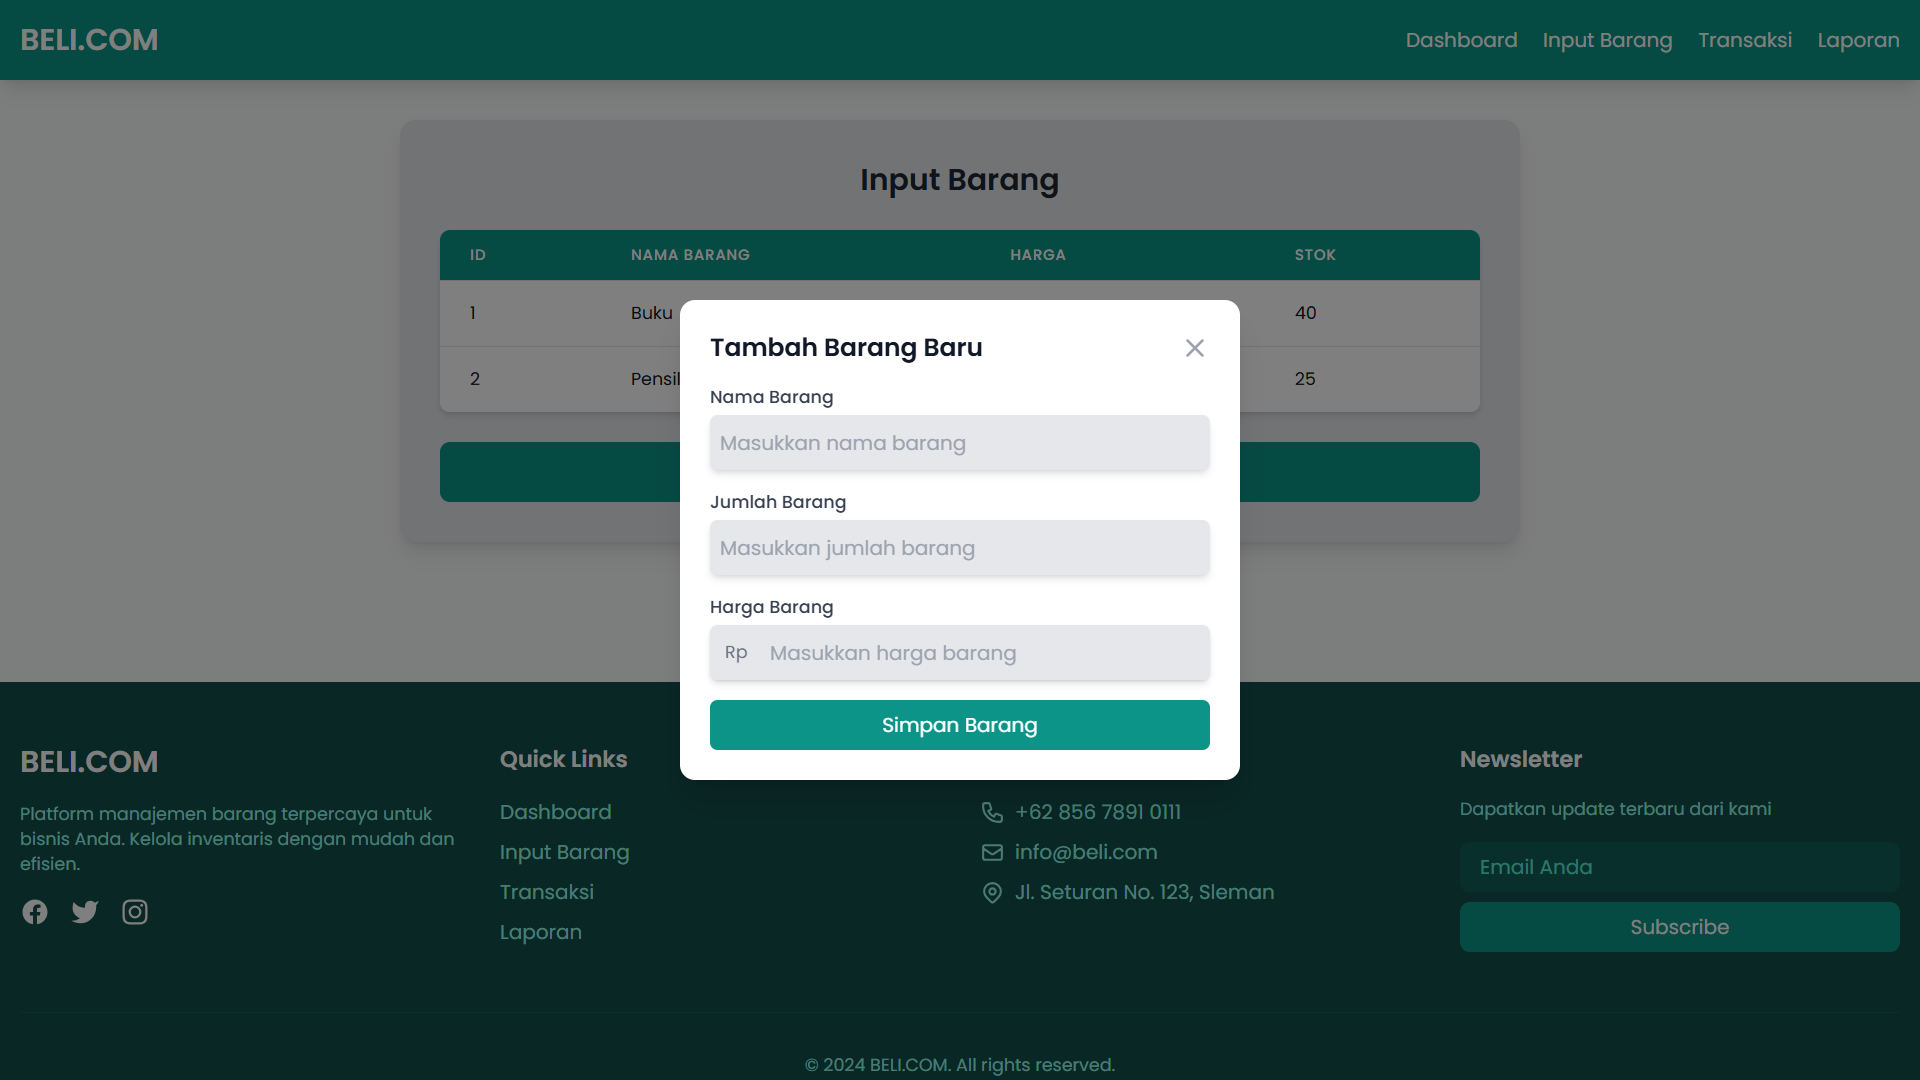 BELI.COM
Dashboard
Input Barang
Transaksi
Laporan
Input Barang
ID
NAMA BARANG
HARGA
STOK
1
Buku
40
2
Pensil
25
Tambah Barang Baru
Nama Barang
Masukkan nama barang
Jumlah Barang
Masukkan jumlah barang
Harga Barang
Rp
Masukkan harga barang
Simpan Barang
BELI.COM
Platform manajemen barang terpercaya untuk
bisnis Anda. Kelola inventaris dengan mudah dan
efisien.
Quick Links
Dashboard
Input Barang
Transaksi
Laporan
+62 856 7891 0111
info@beli.com
Jl. Seturan No. 123, Sleman
Newsletter
Dapatkan update terbaru dari kami
Email Anda
Subscribe
© 2024 BELI.COM. All rights reserved.